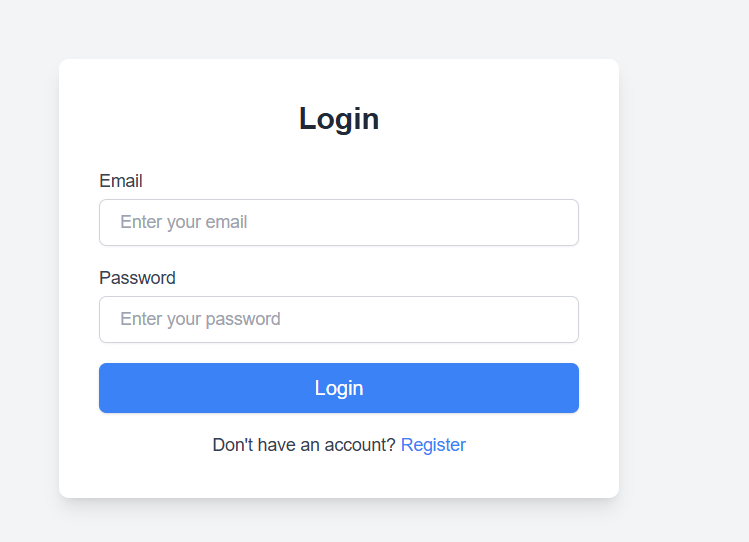 Login
Email
Enter your email
Password
Enter your password
Login
Don't have an account? Register